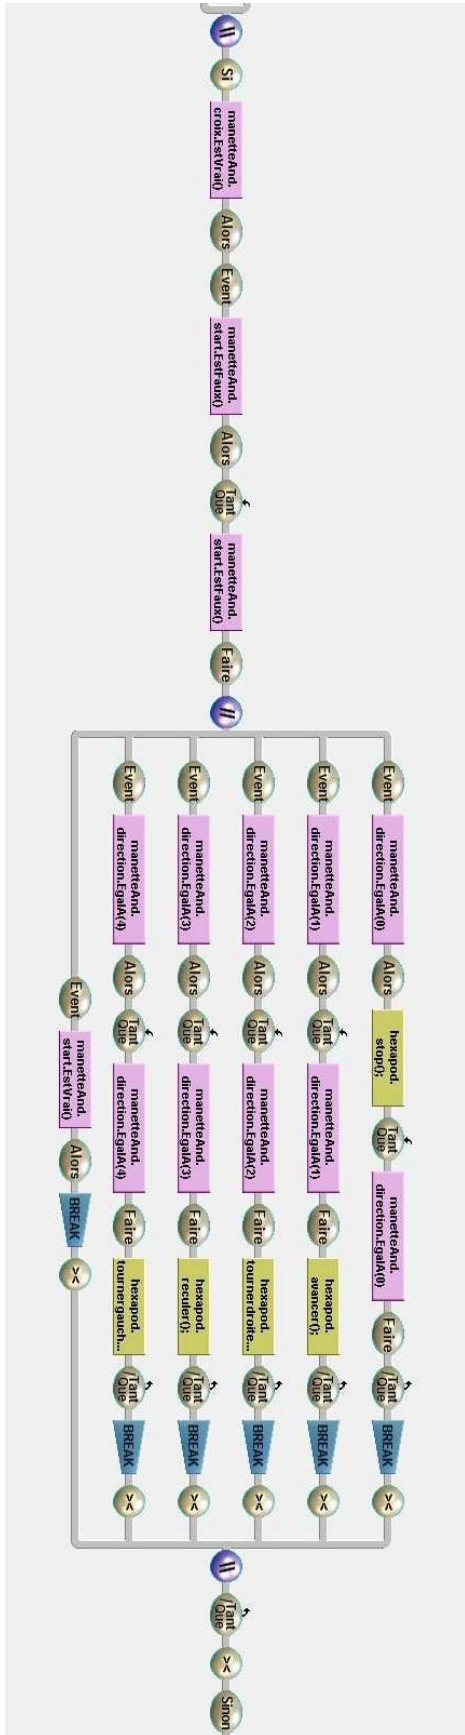 //
Si
manetteAnd.
croix.EstVrai()
Alors
Event
manetteAnd.
start.EstFaux()
Alors
Tant
Que
manetteAnd.
start.EstFaux()
Faire
//
Event
manetteAnd.
direction.EgalA(0)
Alors
hexapod.
stop();
Tant
Que
manetteAnd.
direction.EgalA(0)
Faire
/Tant
Que
BREAK
><
Event
manetteAnd.
direction.EgalA(1)
Alors
Tant
Que
manetteAnd.
direction.EgalA(1)
Faire
hexapod.
avancer();
/Tant
Que
BREAK
><
Event
manetteAnd.
direction.EgalA(2)
Alors
Tant
Que
manetteAnd.
direction.EgalA(2)
Faire
hexapod.
tournerdroite...
/Tant
Que
BREAK
><
Event
manetteAnd.
direction.EgalA(3)
Alors
Tant
Que
manetteAnd.
direction.EgalA(3)
Faire
hexapod.
reculer();
/Tant
Que
BREAK
><
Event
manetteAnd.
direction.EgalA(4)
Alors
Tant
Que
manetteAnd.
direction.EgalA(4)
Faire
hexapod.
tournergauch...
/Tant
Que
BREAK
><
Event
manetteAnd.
start.EstVrai()
Alors
BREAK
><
//
/Tant
Que
><
Sinon